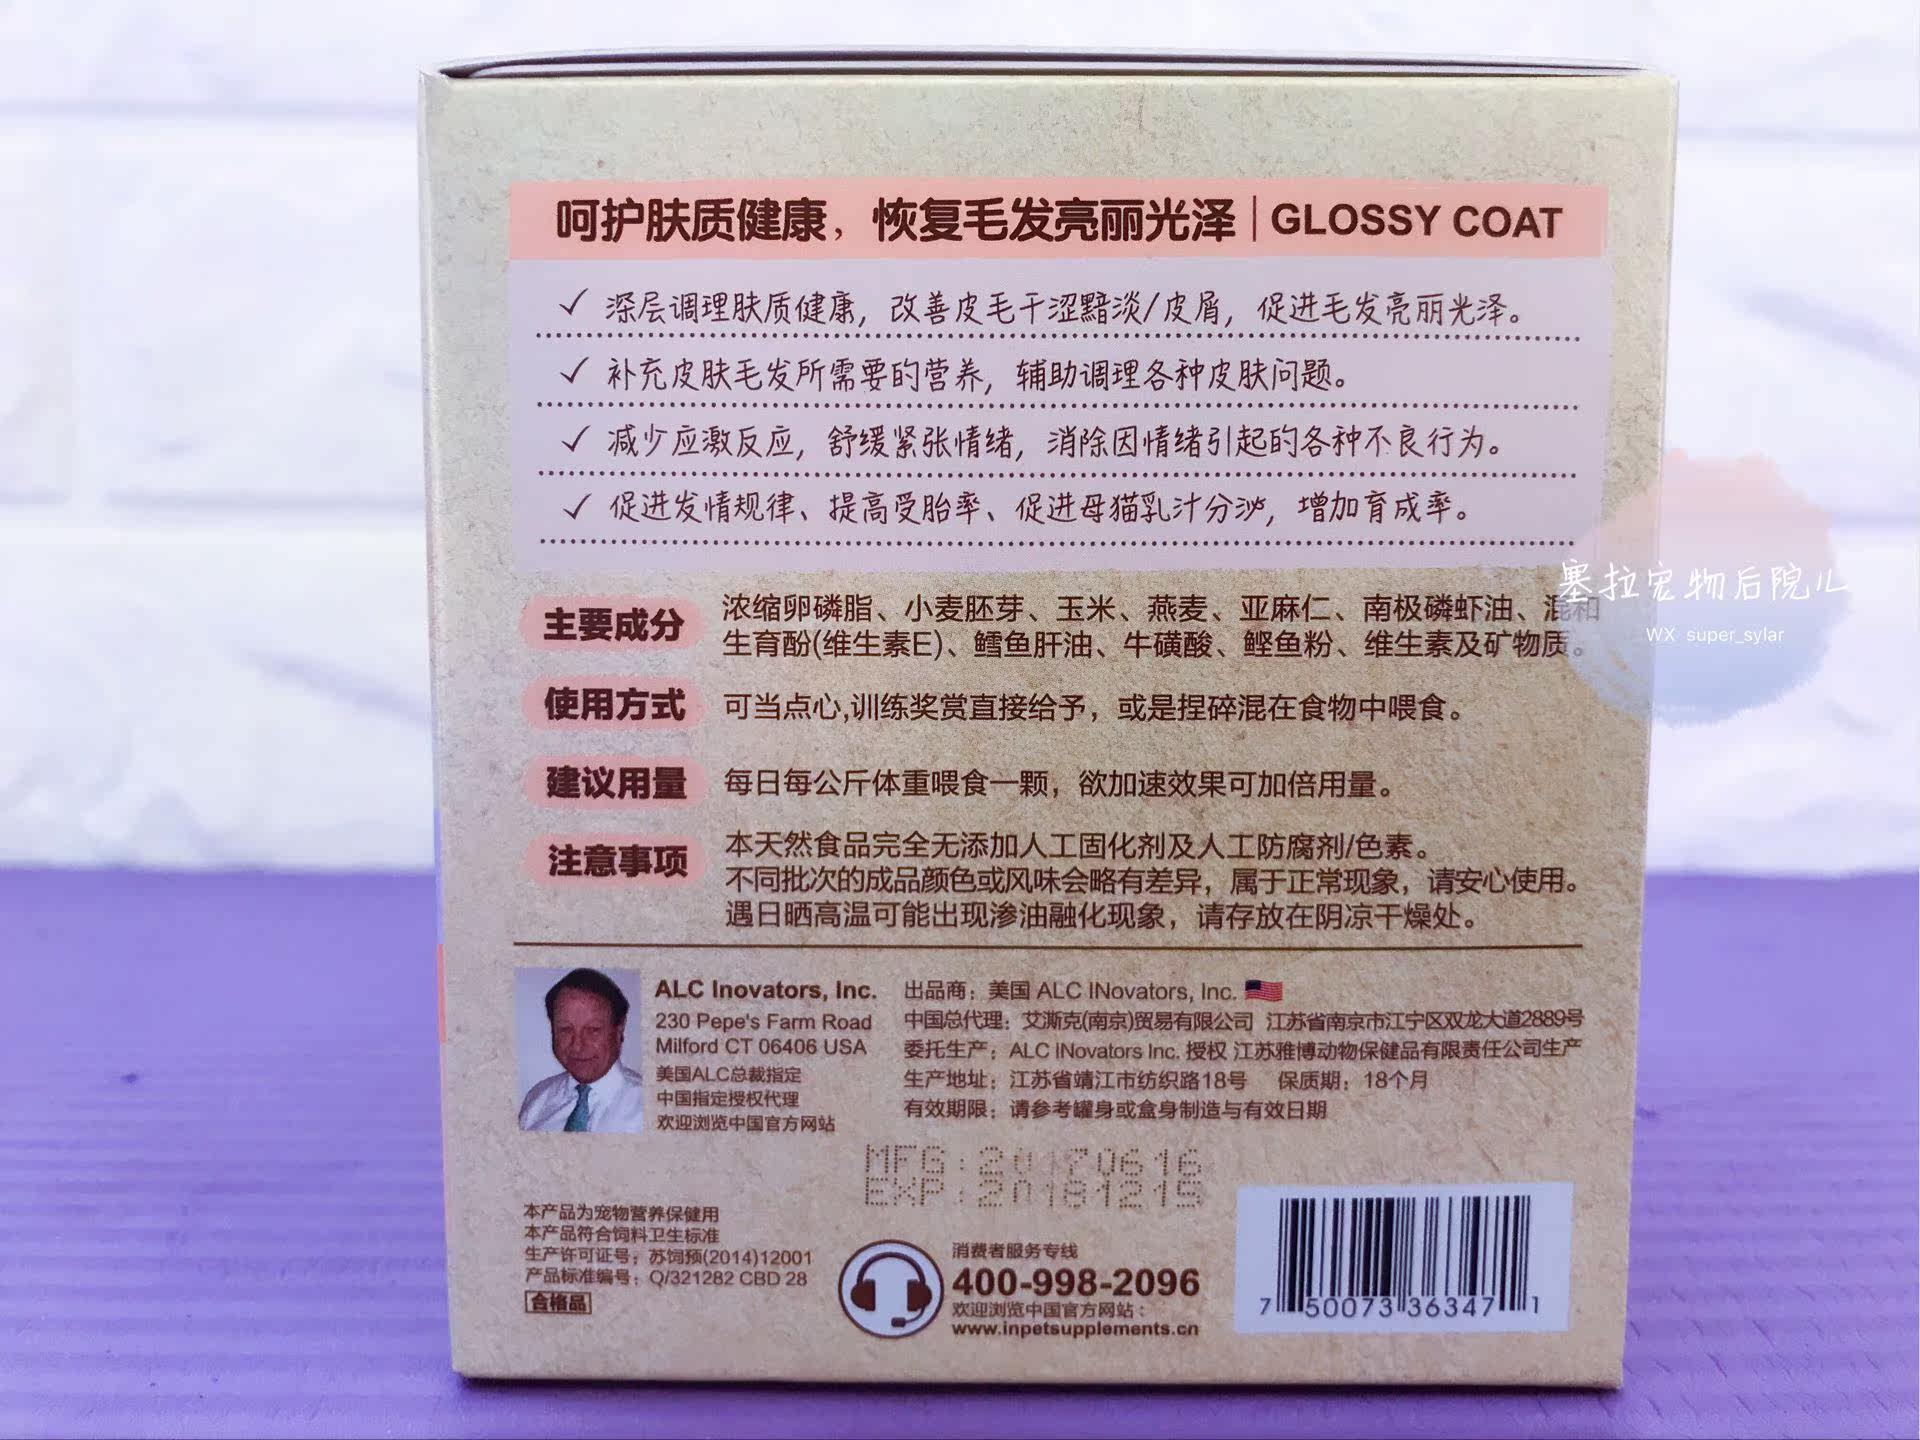 呵护肤质健康，恢复毛发亮丽光泽 | GLOSSY COAT
✓ 深层调理肤质健康，改善皮毛干涩黯淡/皮屑，促进毛发亮丽光泽。
✓ 补充皮肤毛发所需要的营养，辅助调理各种皮肤问题。
✓ 减少应激反应，舒缓紧张情绪，消除因情绪引起的各种不良行为。
✓ 促进发情规律、提高受胎率、促进母猫乳汁分泌，增加育成率。
塞拉宠物后院儿
WX super_sylar
主要成分
浓缩卵磷脂、小麦胚芽、玉米、燕麦、亚麻仁、南极磷虾油、混和
生育酚(维生素E)、鳕鱼肝油、牛磺酸、鲣鱼粉、维生素及矿物质。
使用方式
可当点心,训练奖赏直接给予，或是捏碎混在食物中喂食。
建议用量
每日每公斤体重喂食一颗，欲加速效果可加倍用量。
注意事项
本天然食品完全无添加人工固化剂及人工防腐剂/色素。
不同批次的成品颜色或风味会略有差异，属于正常现象，请安心使用。
遇日晒高温可能出现渗油融化现象，请存放在阴凉干燥处。
ALC Inovators, Inc.
230 Pepe's Farm Road
Milford CT 06406 USA
美国ALC总裁指定
中国指定授权代理
欢迎浏览中国官方网站
出品商：美国 ALC INovators, Inc.
中国总代理：艾澌克(南京)贸易有限公司 江苏省南京市江宁区双龙大道2889号
委托生产：ALC INovators Inc. 授权 江苏雅博动物保健品有限责任公司生产
生产地址：江苏省靖江市纺织路18号 保质期：18个月
有效期限：请参考罐身或盒身制造与有效日期
MFG:20170616
EXP:20181215
本产品为宠物营养保健用
本产品符合饲料卫生标准
生产许可证号：苏饲预(2014)12001
产品标准编号：Q/321282 CBD 28
合格品
消费者服务专线
400-998-2096
欢迎浏览中国官方网站：
www.inpetsupplements.cn
7 50073 36347 1